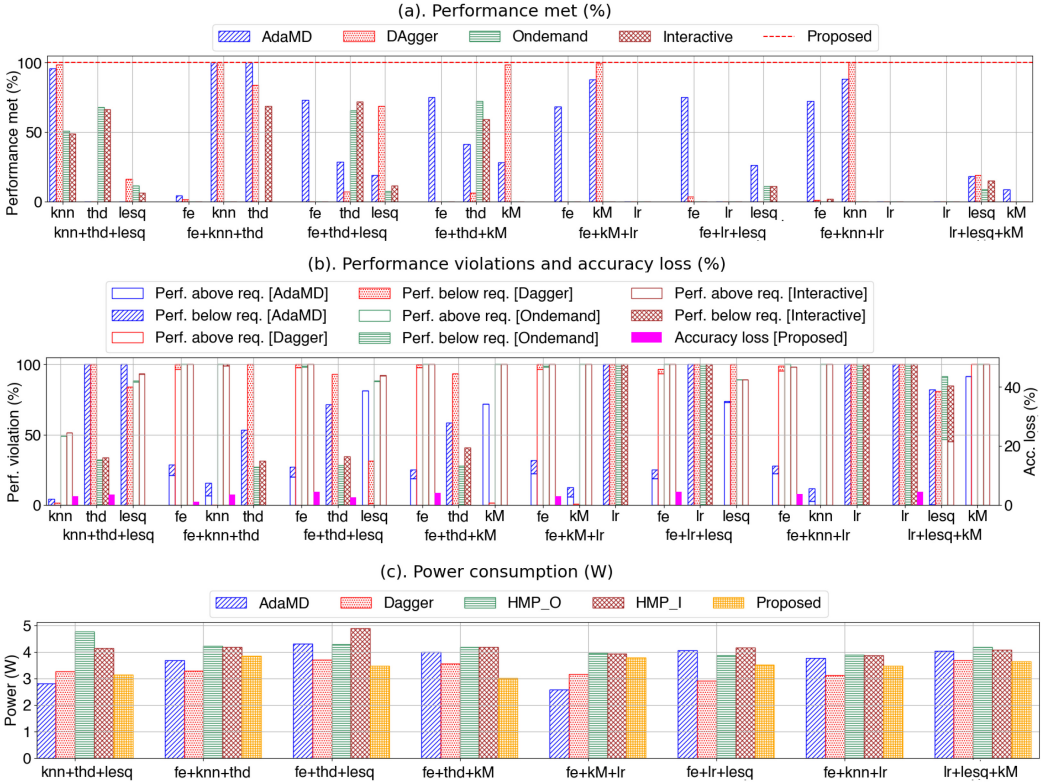 (a). Performance met (%)
AdaMD DAgger Ondemand Interactive Proposed
Performance met (%)
100
50
0
knn thd lesq fe knn thd fe thd lesq fe thd kM fe kM lr fe lr lesq fe knn lr lr lesq kM
knn+thd+lesq fe+knn+thd fe+thd+lesq fe+thd+kM fe+kM+lr fe+lr+lesq fe+knn+lr lr+lesq+kM
(b). Performance violations and accuracy loss (%)
Perf. above req. [AdaMD] Perf. below req. [Dagger] Perf. above req. [Interactive]
Perf. below req. [AdaMD] Perf. above req. [Ondemand] Perf. below req. [Interactive]
Perf. above req. [Dagger] Perf. below req. [Ondemand] Accuracy loss [Proposed]
Perf. violation (%)
100
50
0
Acc. loss (%)
40
20
0
knn thd lesq fe knn thd fe thd lesq fe thd kM fe kM lr fe lr lesq fe knn lr lr lesq kM
knn+thd+lesq fe+knn+thd fe+thd+lesq fe+thd+kM fe+kM+lr fe+lr+lesq fe+knn+lr lr+lesq+kM
(c). Power consumption (W)
AdaMD Dagger HMP_O HMP_I Proposed
Power (W)
5
4
3
2
1
0
knn+thd+lesq fe+knn+thd fe+thd+lesq fe+thd+kM fe+kM+lr fe+lr+lesq fe+knn+lr lr+lesq+kM